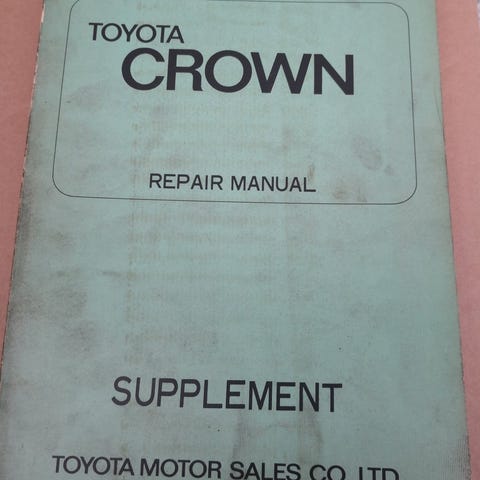 TOYOTA
CROWN
REPAIR MANUAL
SUPPLEMENT
TOYOTA MOTOR SALES CO. LTD